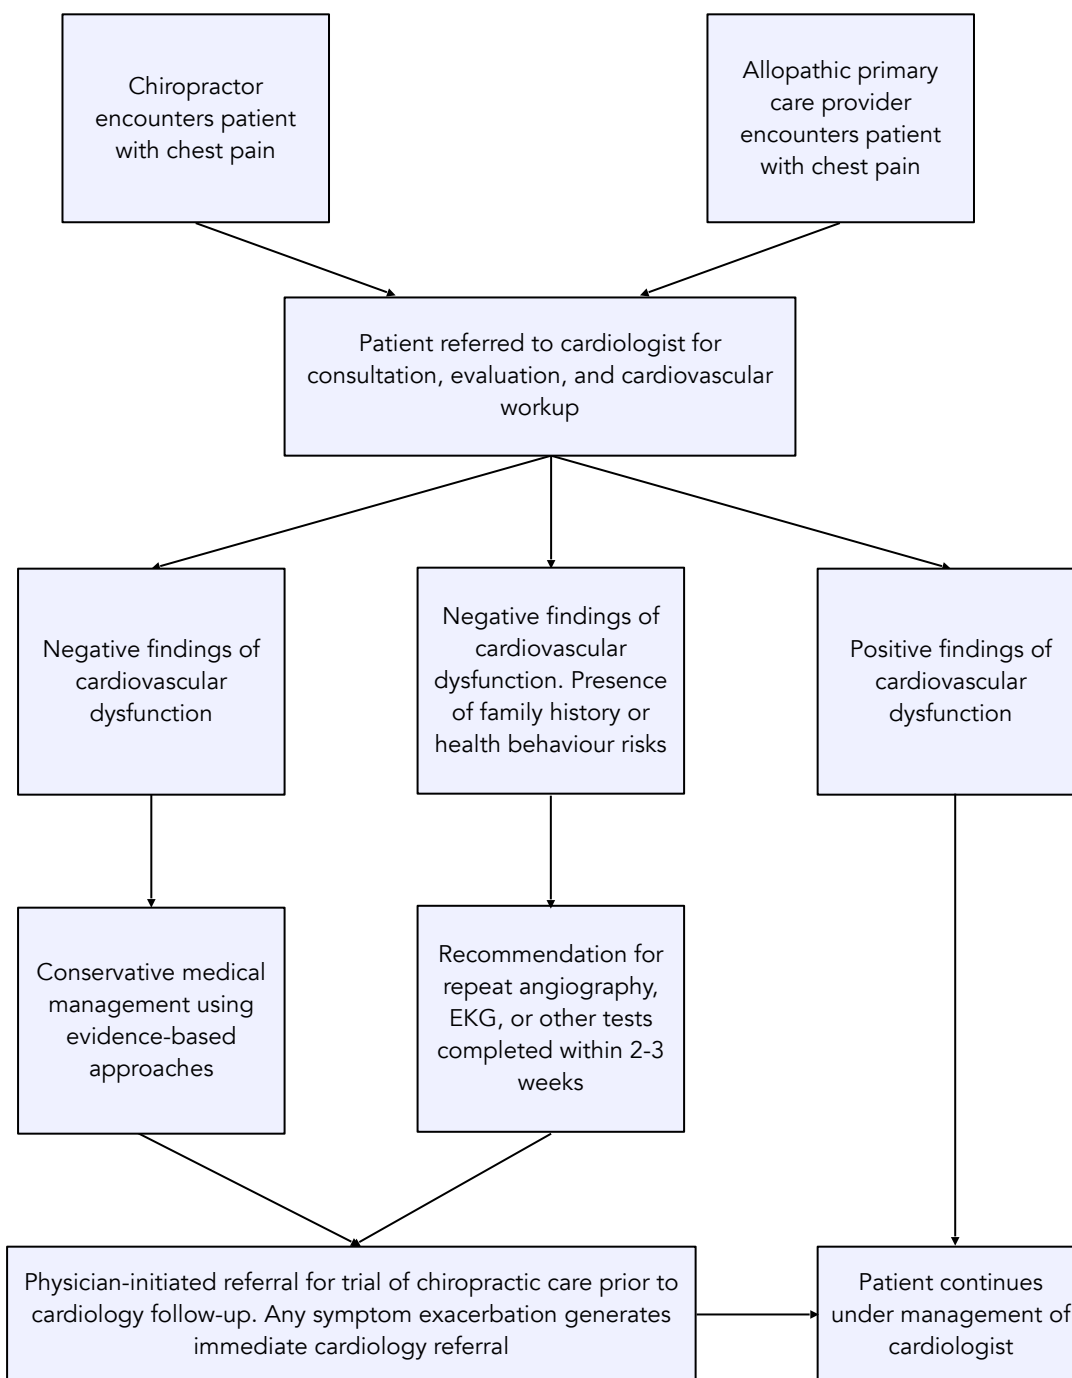 Chiropractor
encounters patient
with chest pain
Allopathic primary
care provider
encounters patient
with chest pain
Patient referred to cardiologist for
consultation, evaluation, and cardiovascular
workup
Negative findings of
cardiovascular
dysfunction
Negative findings of
cardiovascular
dysfunction. Presence
of family history or
health behaviour risks
Positive findings of
cardiovascular
dysfunction
Conservative medical
management using
evidence-based
approaches
Recommendation for
repeat angiography,
EKG, or other tests
completed within 2-3
weeks
Physician-initiated referral for trial of chiropractic care prior to
cardiology follow-up. Any symptom exacerbation generates
immediate cardiology referral
Patient continues
under management of
cardiologist